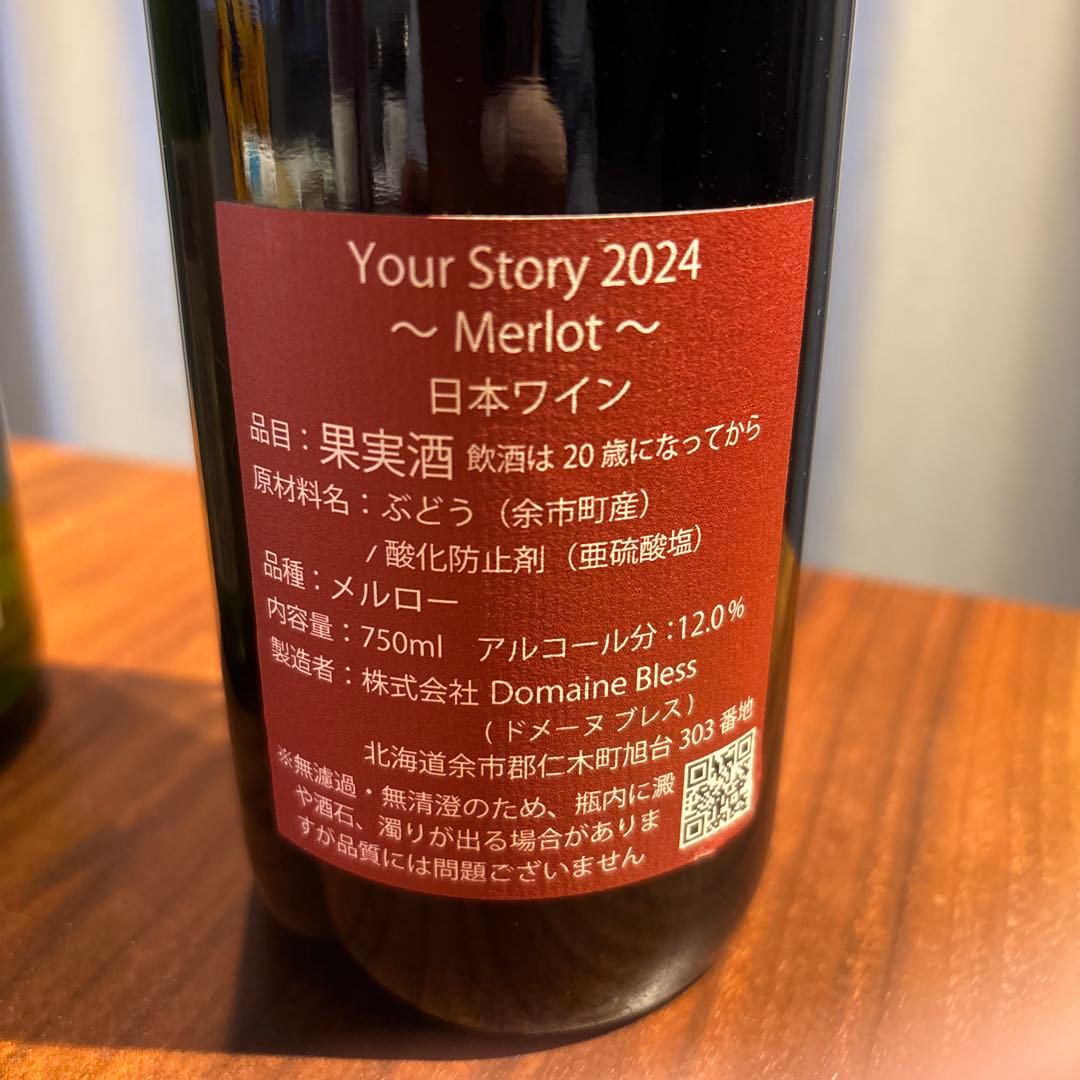 Your Story 2024
～ Merlot ～
日本ワイン
品目：果実酒 飲酒は 20 歳になってから
原材料名：ぶどう（余市町産）
/ 酸化防止剤（亜硫酸塩）
品種：メルロー
内容量：750ml アルコール分：12.0％
製造者：株式会社 Domaine Bless
（ドメーヌ ブレス）
北海道余市郡仁木町旭台 303 番地
※無濾過・無清澄のため、瓶内に澱
や酒石、濁りが出る場合がありま
すが品質には問題ございません